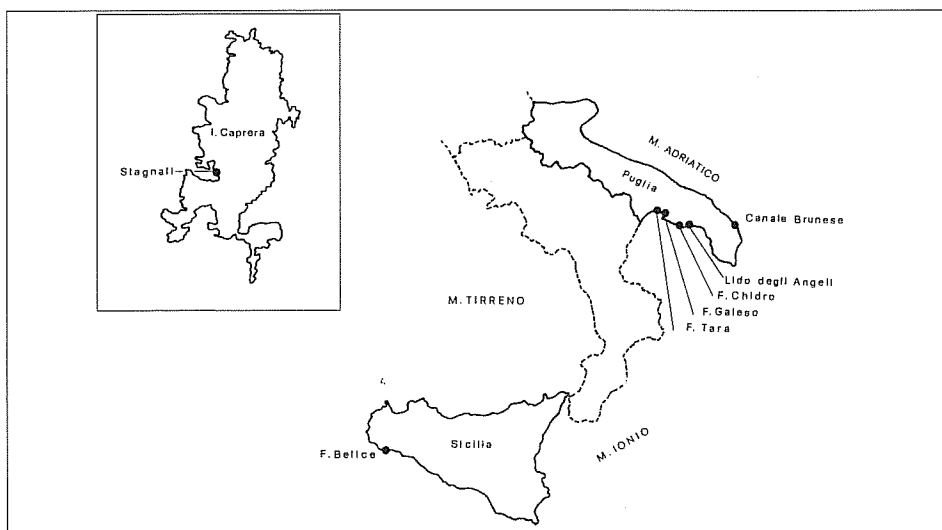 I. Caprera
Stagnali
M. ADRIATICO
Puglia
Canale Brunese
Lido degli Angeli
F. Chidro
F. Galeso
F. Tara
M. TIRRENO
Sicilia
M. IONIO
F. Belice